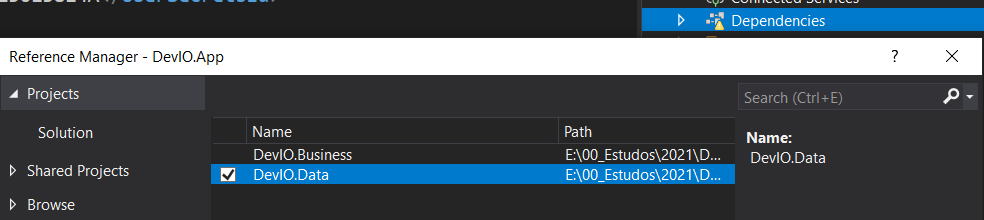 Connected Services
Dependencies
Reference Manager - DevIO.App
? 
Projects
Search (Ctrl+E)
Solution
Name
Path
Name:
DevIO.Business
E:\00_Estudos\2021\D...
DevIO.Data
Shared Projects
DevIO.Data
E:\00_Estudos\2021\D...
Browse